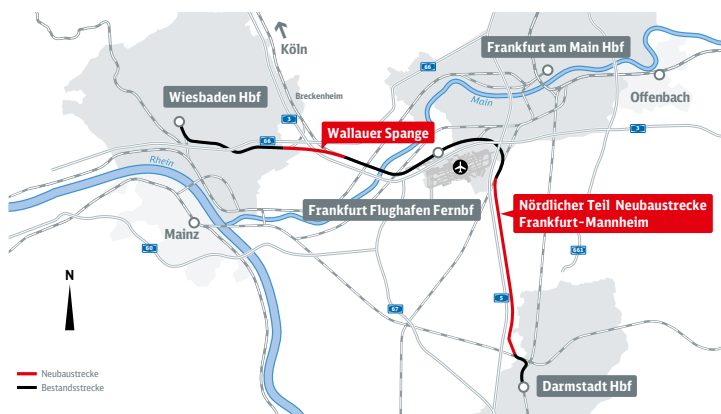 Köln
Frankfurt am Main Hbf
66
Main
Offenbach
Wiesbaden Hbf
Breckenheim
3
66
Wallauer Spange
3
Rhein
Frankfurt Flughafen Fernbf
Nördlicher Teil Neubaustrecke
Frankfurt-Mannheim
Mainz
60
661
N
67
5
Neubaustrecke
Bestandsstrecke
Darmstadt Hbf